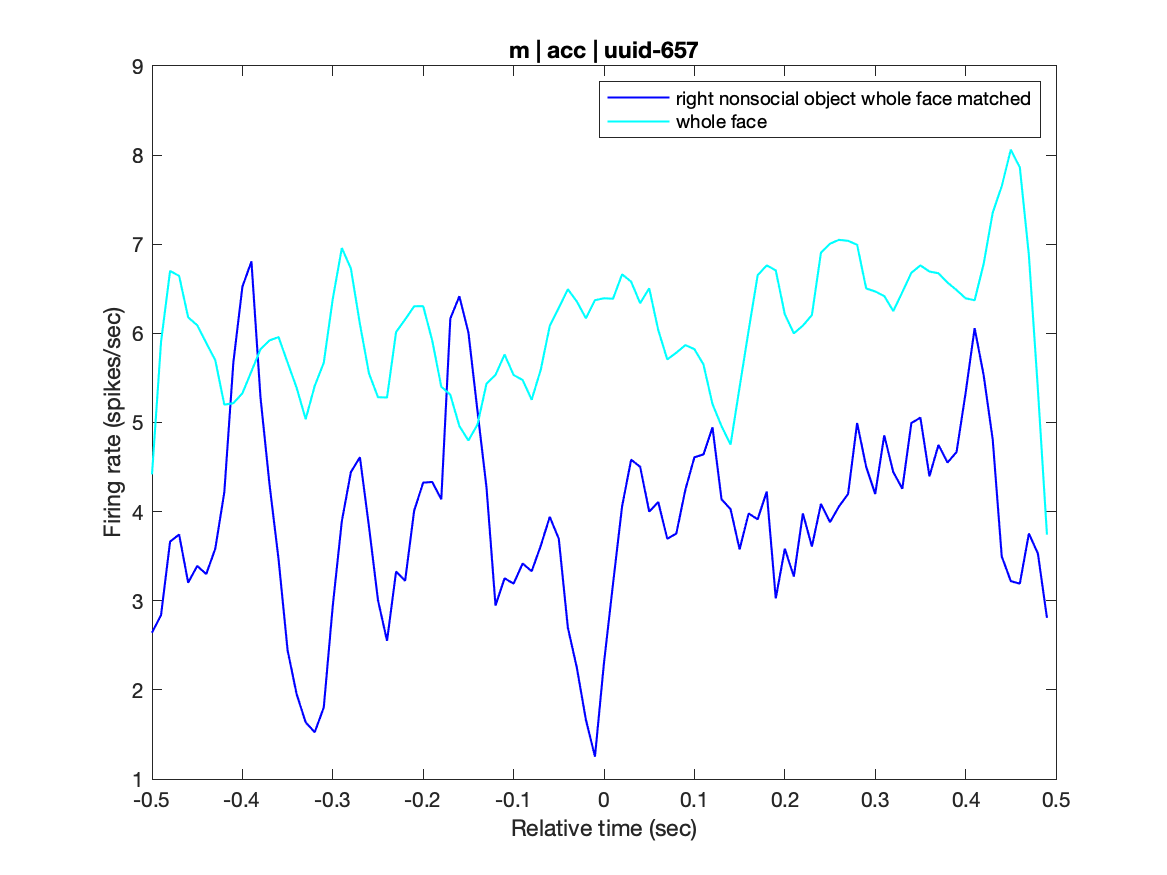 m | acc | uuid-657
right nonsocial object whole face matched
whole face
9
8
7
6
5
4
3
2
1
Firing rate (spikes/sec)
-0.5 -0.4 -0.3 -0.2 -0.1 0 0.1 0.2 0.3 0.4 0.5
Relative time (sec)